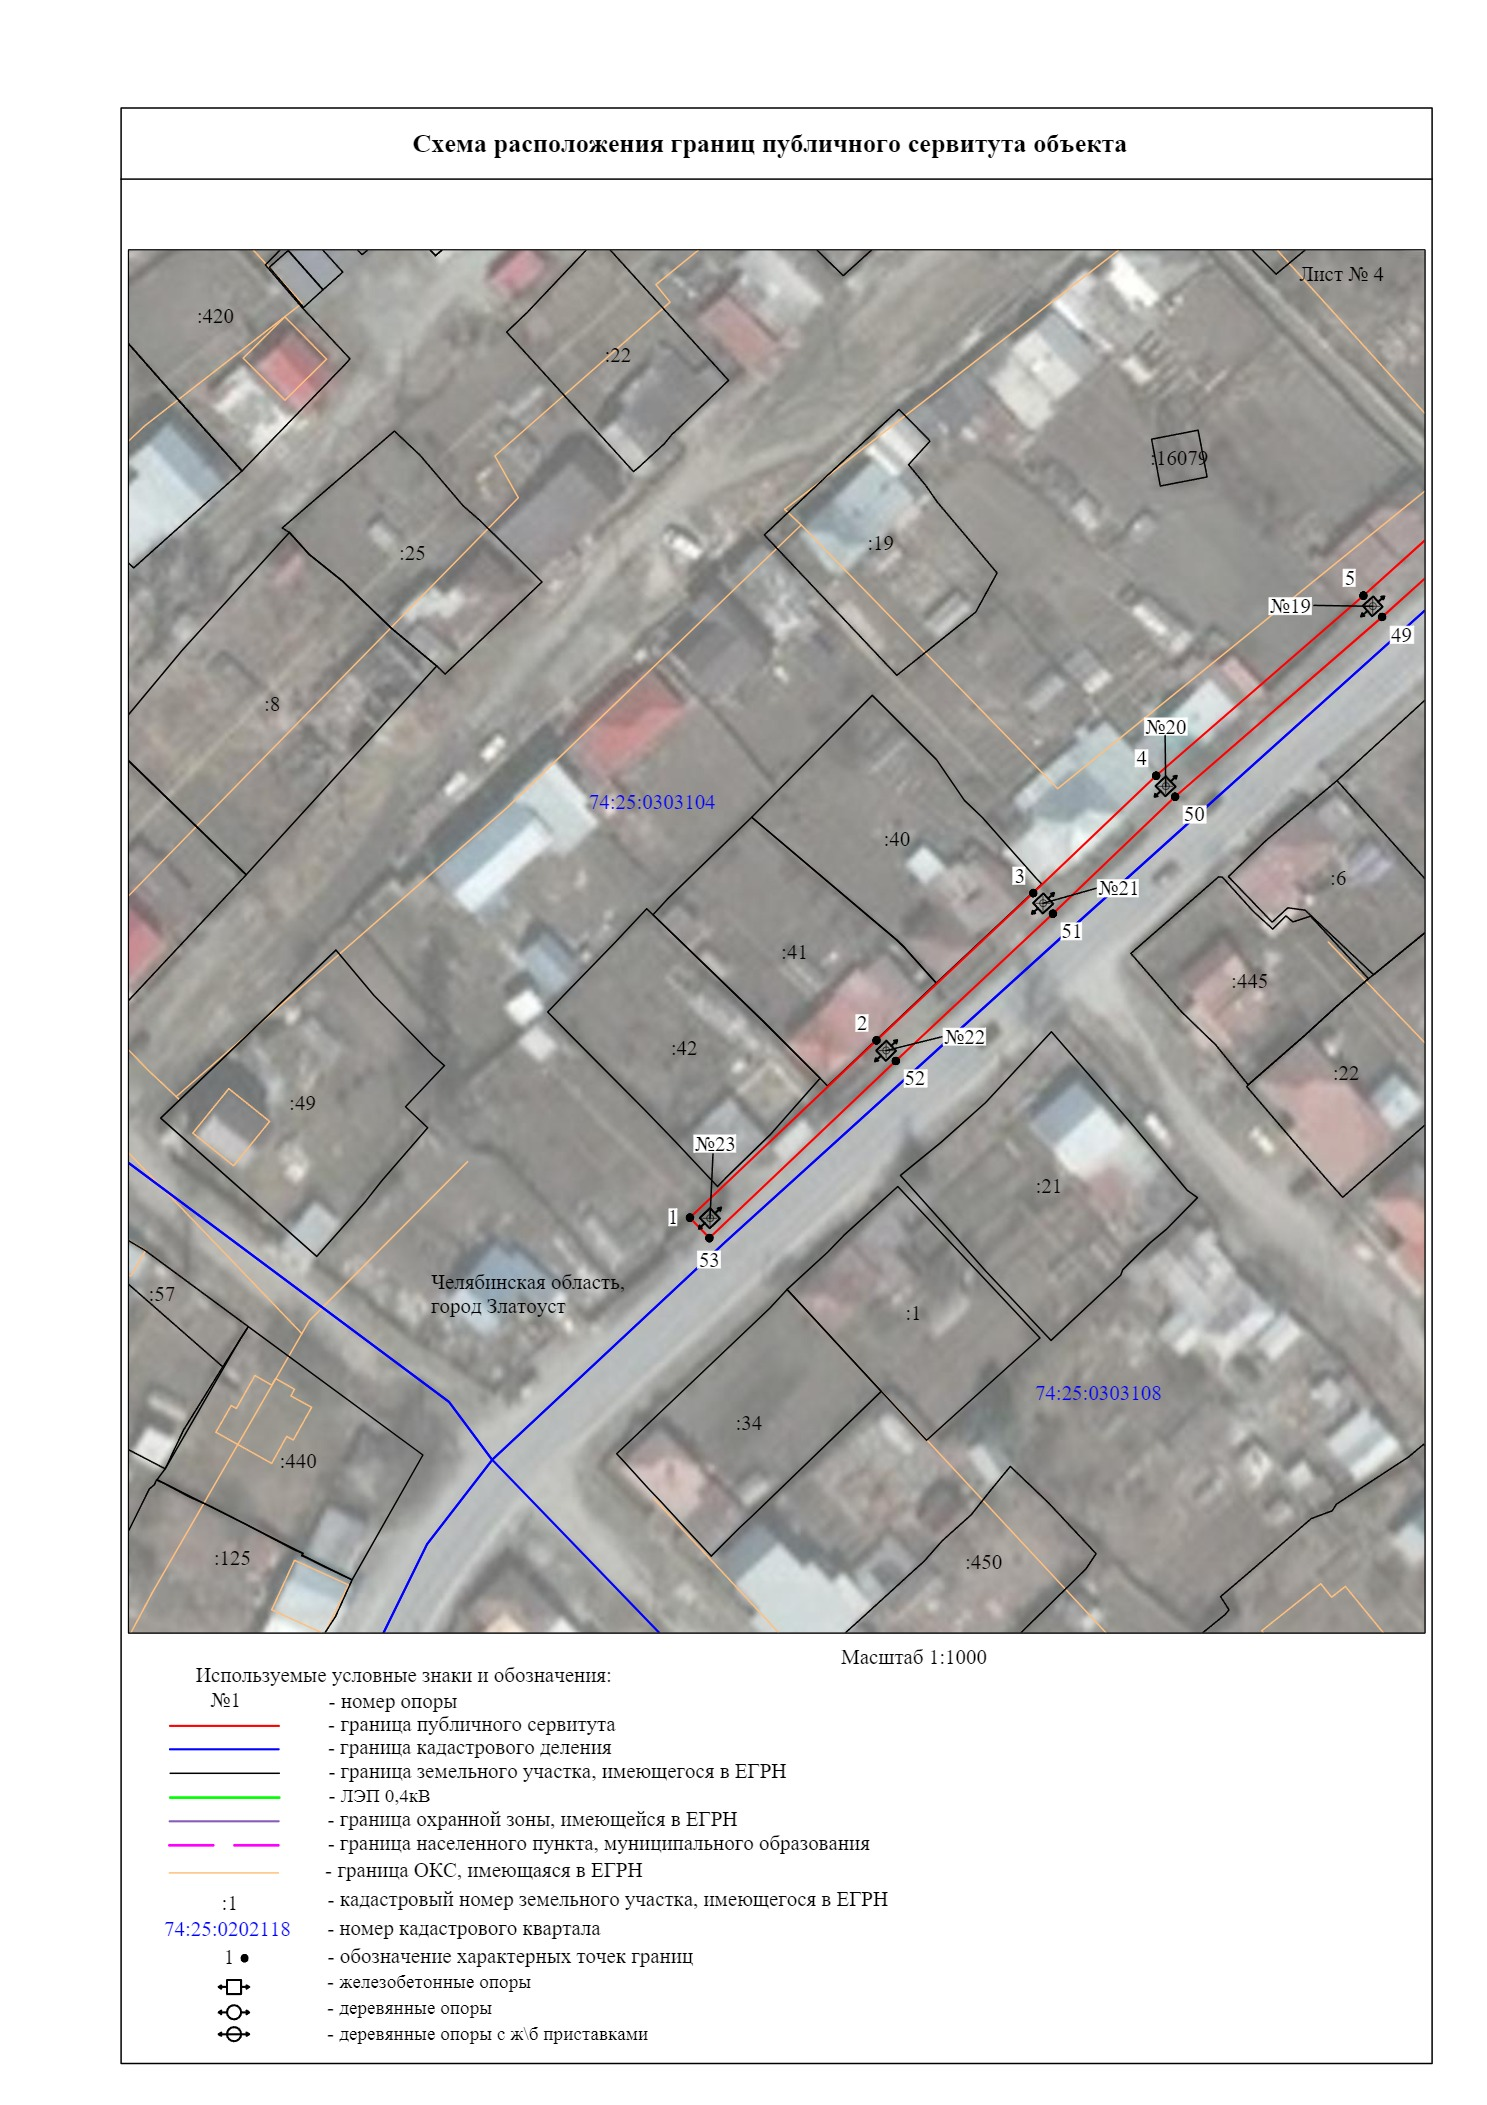 Схема расположения границ публичного сервитута объекта
Лист № 4
:420
:22
:16079
:19
:25
5
№19
49
:8
№20
4
50
74:25:0303104
:40
3
№21
51
:6
:41
:445
2
№22
52
:42
:22
:49
№23
:21
1
53
Челябинская область,
город Златоуст
:57
:1
74:25:0303108
:34
:440
:125
:450
Масштаб 1:1000
Используемые условные знаки и обозначения:
№1 - номер опоры
- граница публичного сервитута
- граница кадастрового деления
- граница земельного участка, имеющегося в ЕГРН
- ЛЭП 0,4кВ
- граница охранной зоны, имеющейся в ЕГРН
- граница населенного пункта, муниципального образования
- граница ОКС, имеющаяся в ЕГРН
:1 - кадастровый номер земельного участка, имеющегося в ЕГРН
74:25:0202118 - номер кадастрового квартала
1 - обозначение характерных точек границ
- железобетонные опоры
- деревянные опоры
- деревянные опоры с ж\б приставками